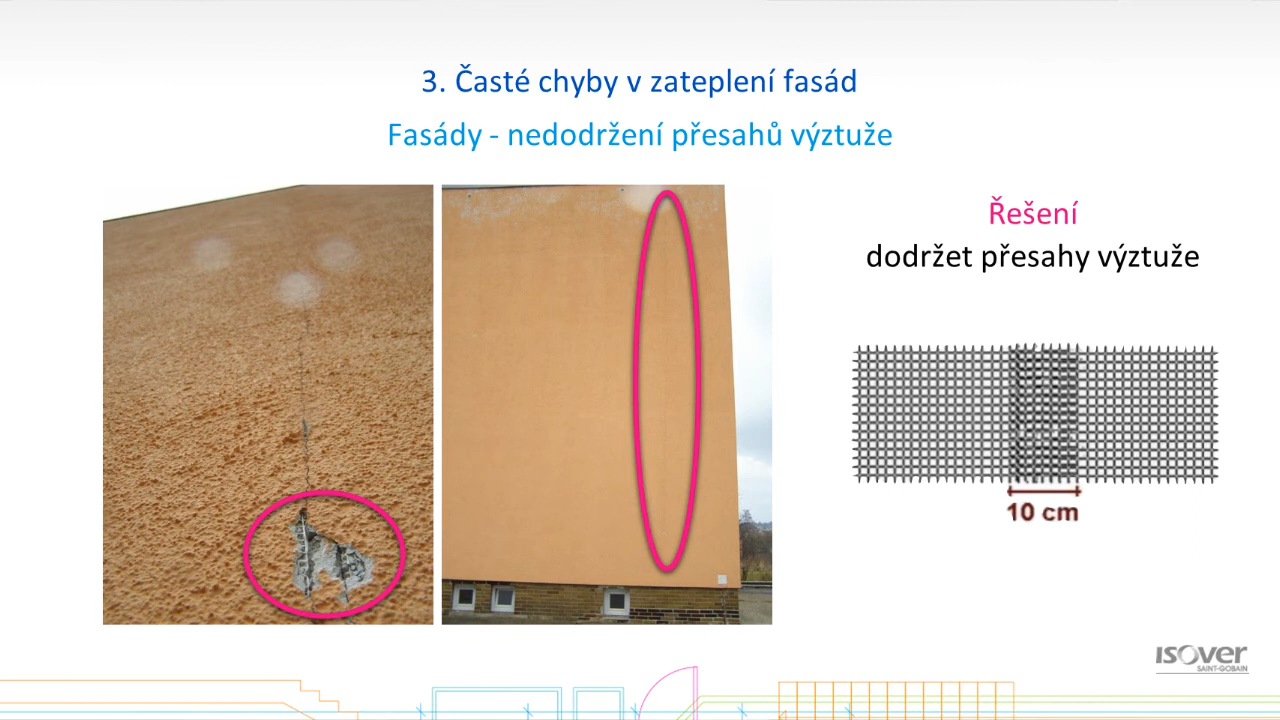 3. Časté chyby v zateplení fasád
Fasády - nedodržení přesahů výztuže
Řešení
dodržet přesahy výztuže
10 cm
ISOVER
SAINT-GOBAIN